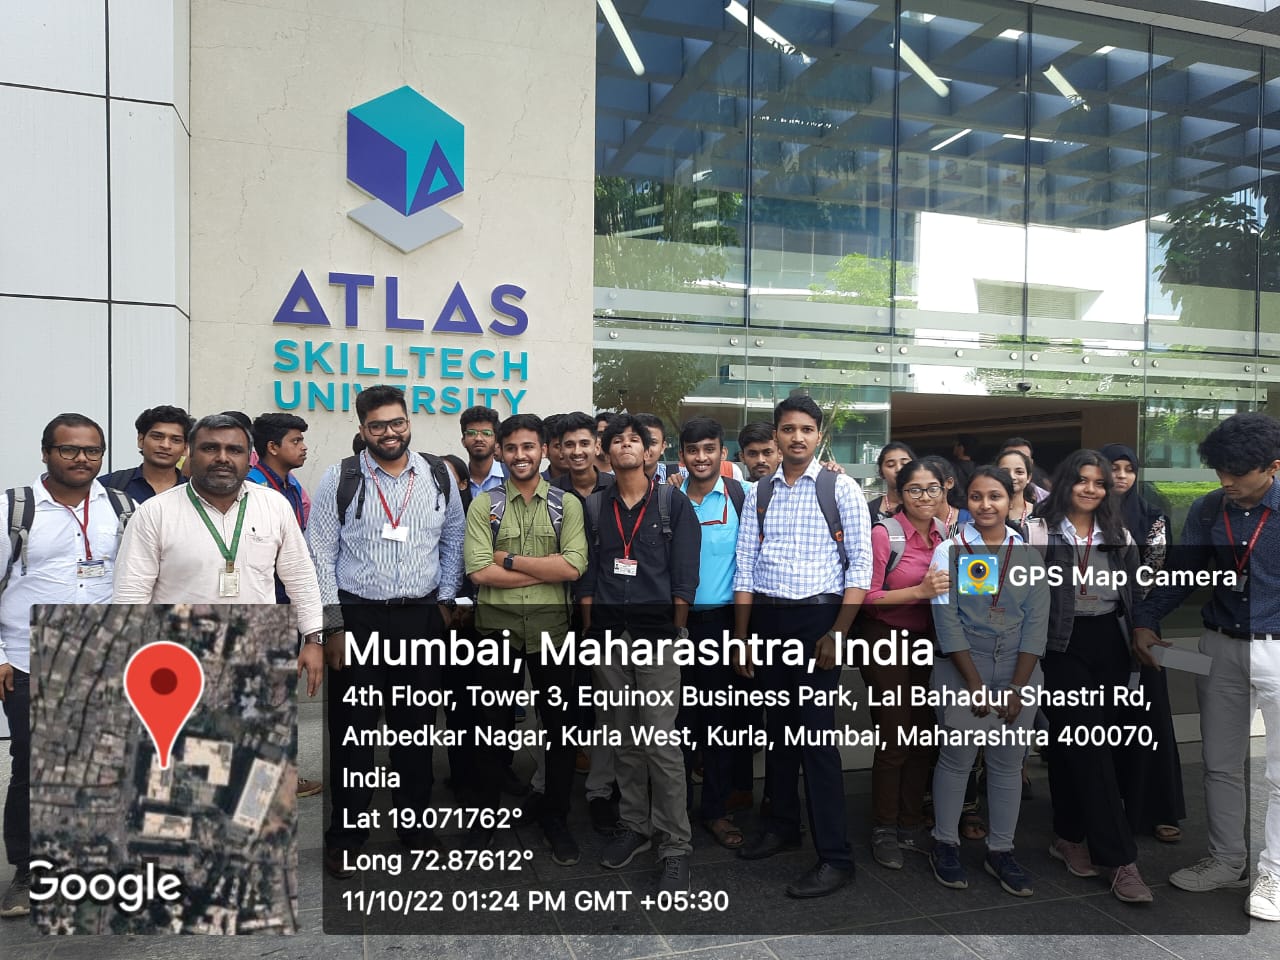 ATLAS
SKILLTECH
UNIVERSITY
GPS Map Camera
Mumbai, Maharashtra, India
4th Floor, Tower 3, Equinox Business Park, Lal Bahadur Shastri Rd,
Ambedkar Nagar, Kurla West, Kurla, Mumbai, Maharashtra 400070,
India
Lat 19.071762°
Long 72.87612°
11/10/22 01:24 PM GMT +05:30
Google